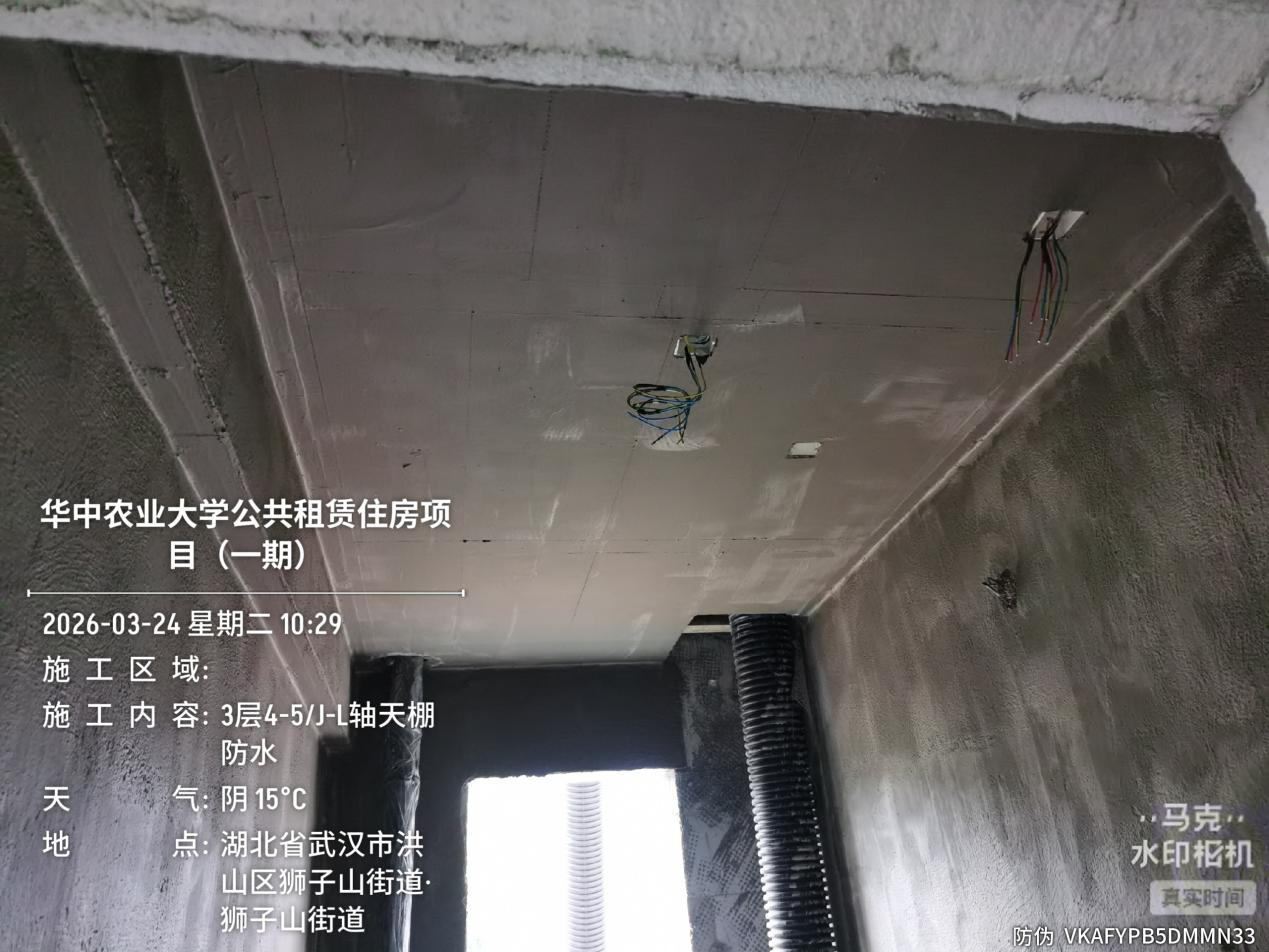 华中农业大学公共租赁住房项
目（一期）
2026-03-24 星期二 10:29
施工区域:
施工内容: 3层4-5/J-L轴天棚
防水
天气: 阴 15°C
地点: 湖北省武汉市洪
山区狮子山街道·
狮子山街道
马克
水印相机
真实时间
防伪 VKAFYPB5DMMN33